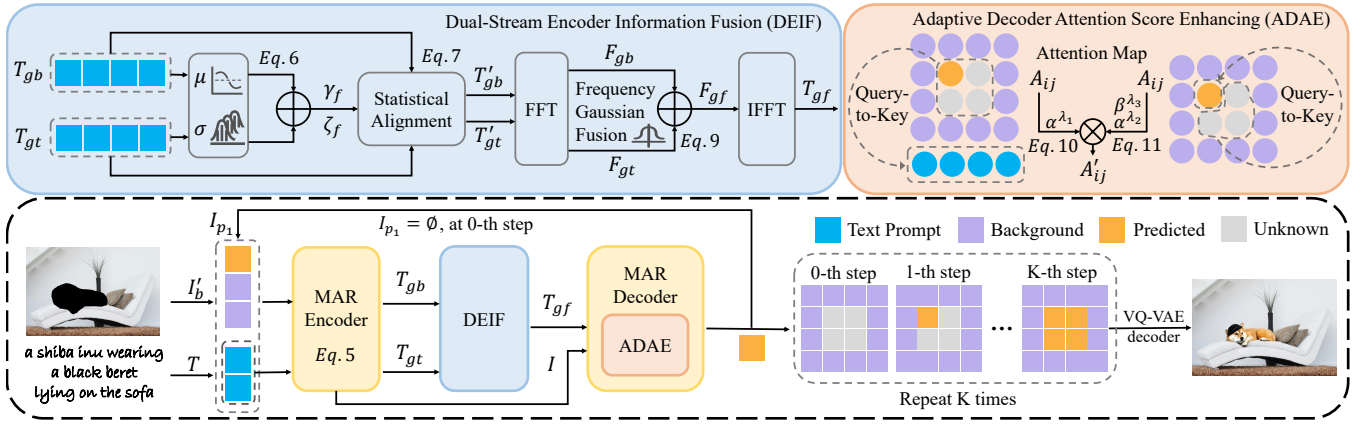 Dual-Stream Encoder Information Fusion (DEIF)
T_gb
T_gt
μ
σ
Eq. 6
γ_f
ζ_f
Eq. 7
Statistical
Alignment
T'_gb
T'_gt
FFT
F_gb
Frequency
Gaussian
Fusion
F_gt
Eq. 9
F_gf
IFFT
T_gf
Adaptive Decoder Attention Score Enhancing (ADAE)
Query-
to-Key
Attention Map
A_ij
A_ij
α^λ₁
β^λ₃
α^λ₂
Eq. 10
Eq. 11
A'_ij
Query-
to-Key
I_p₁
I_p₁ = ∅, at 0-th step
I'_b
T
a shiba inu wearing
a black beret
lying on the sofa
MAR
Encoder
Eq. 5
T_gb
T_gt
DEIF
T_gf
I
MAR
Decoder
ADAE
Text Prompt
Background
Predicted
Unknown
0-th step
1-th step
K-th step
...
Repeat K times
VQ-VAE
decoder